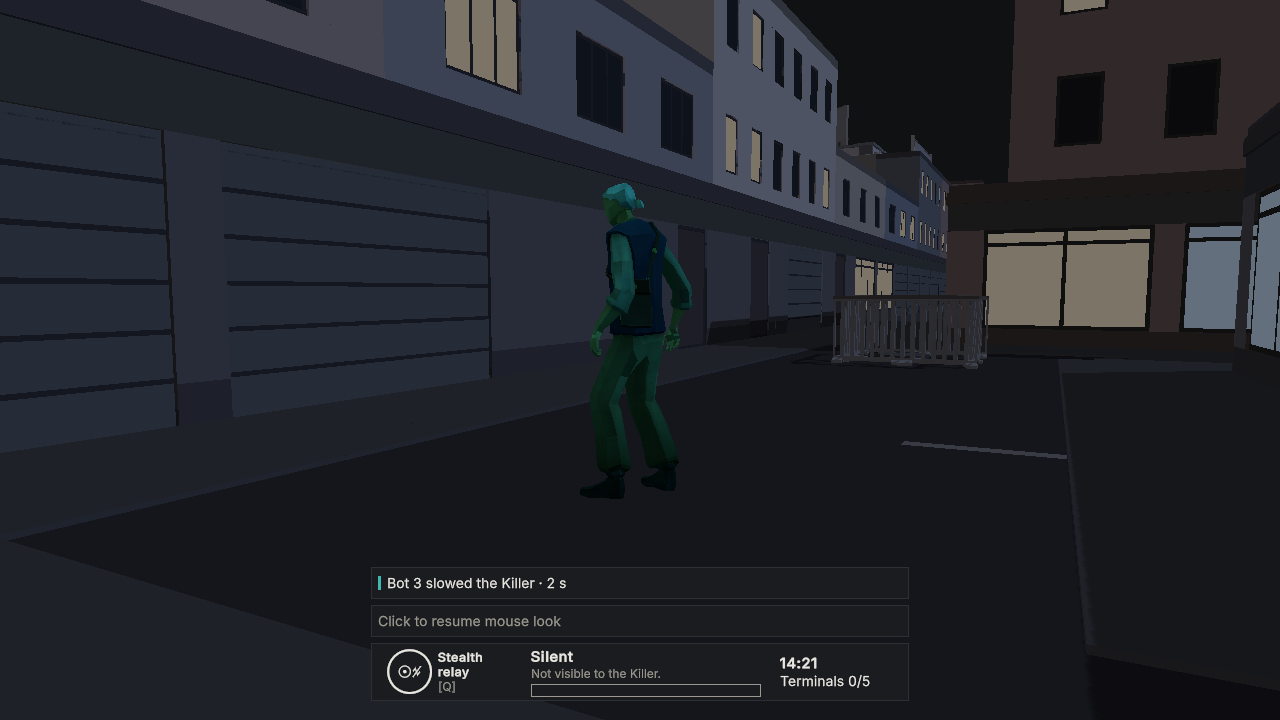 Bot 3 slowed the Killer · 2 s
Click to resume mouse look
Stealth relay
[Q]
Silent
Not visible to the Killer.
14:21
Terminals 0/5